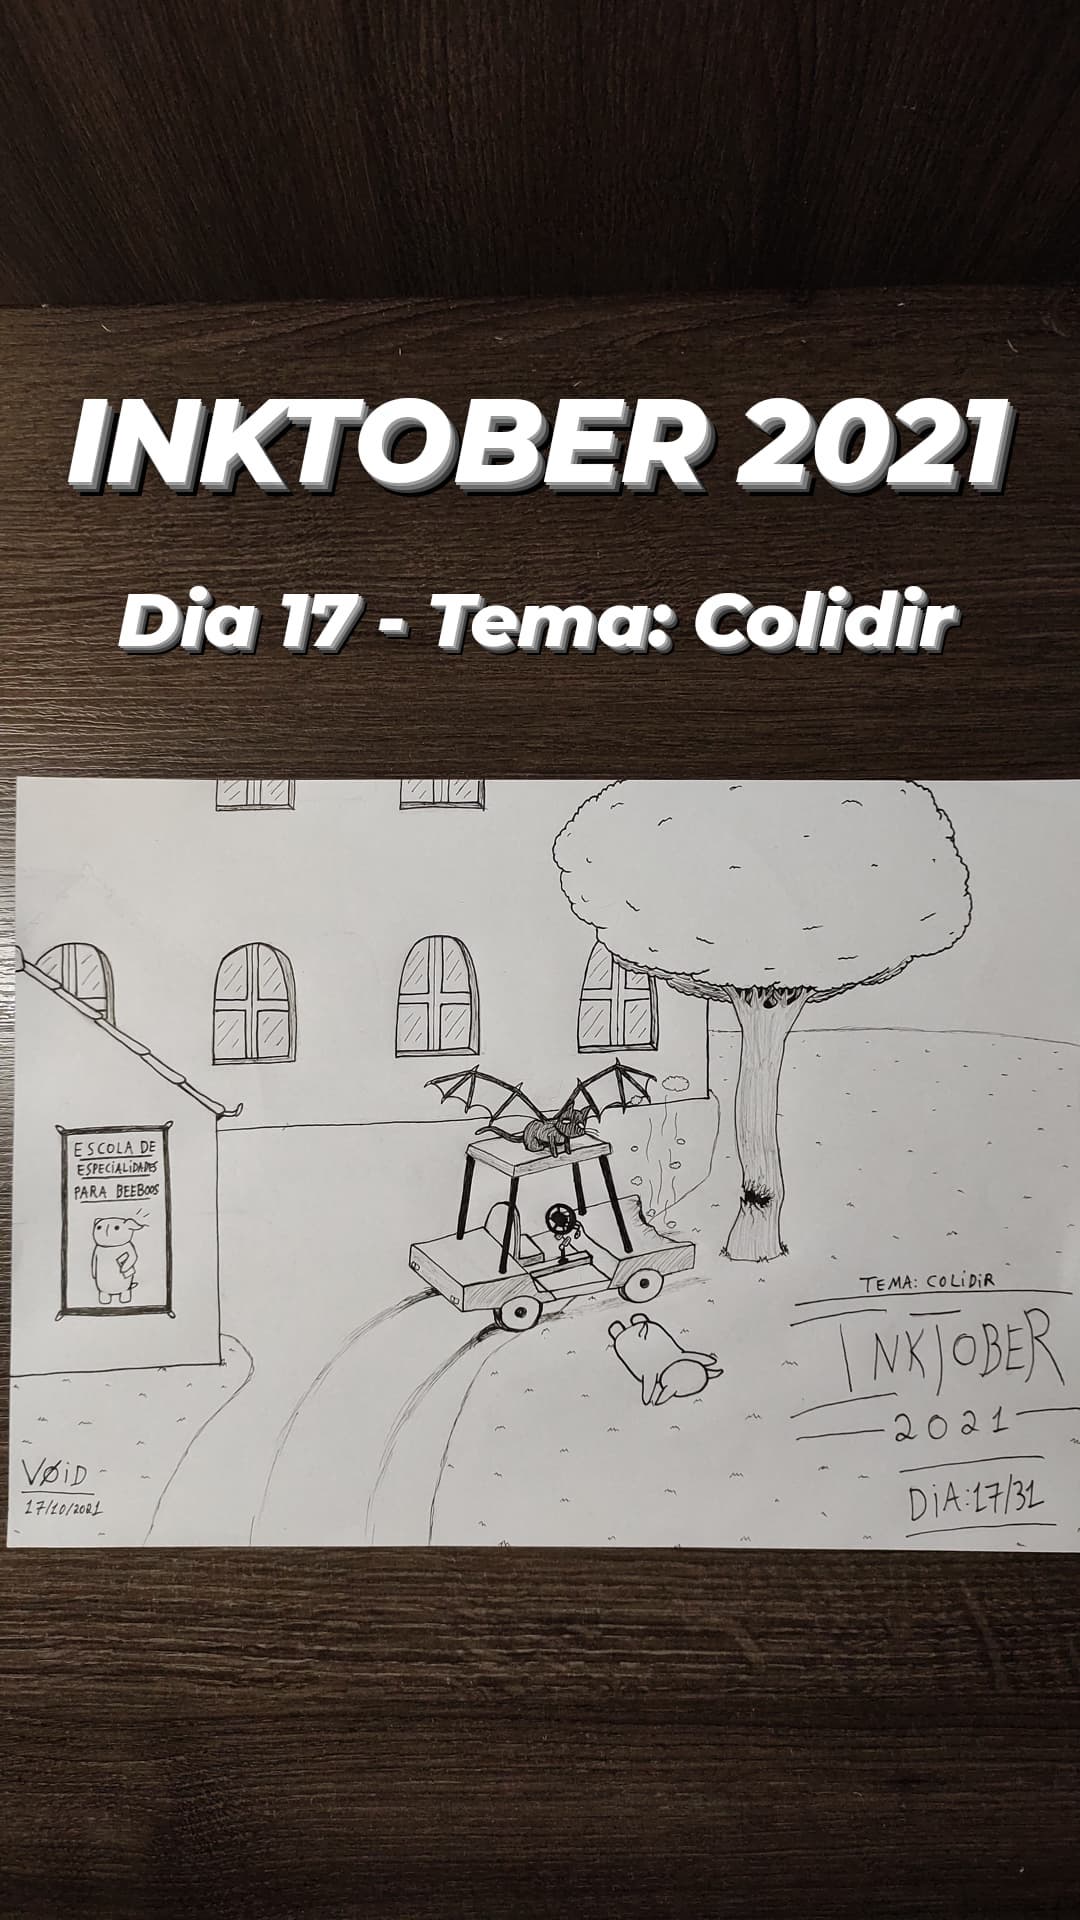 INKTOBER 2021
Dia 17 - Tema: Colidir
ESCOLA DE
ESPECIALIDADES
PARA BEEBOOS
TEMA: COLIDIR
INKTOBER
2021
DIA: 17/31
VØID
17/10/2021